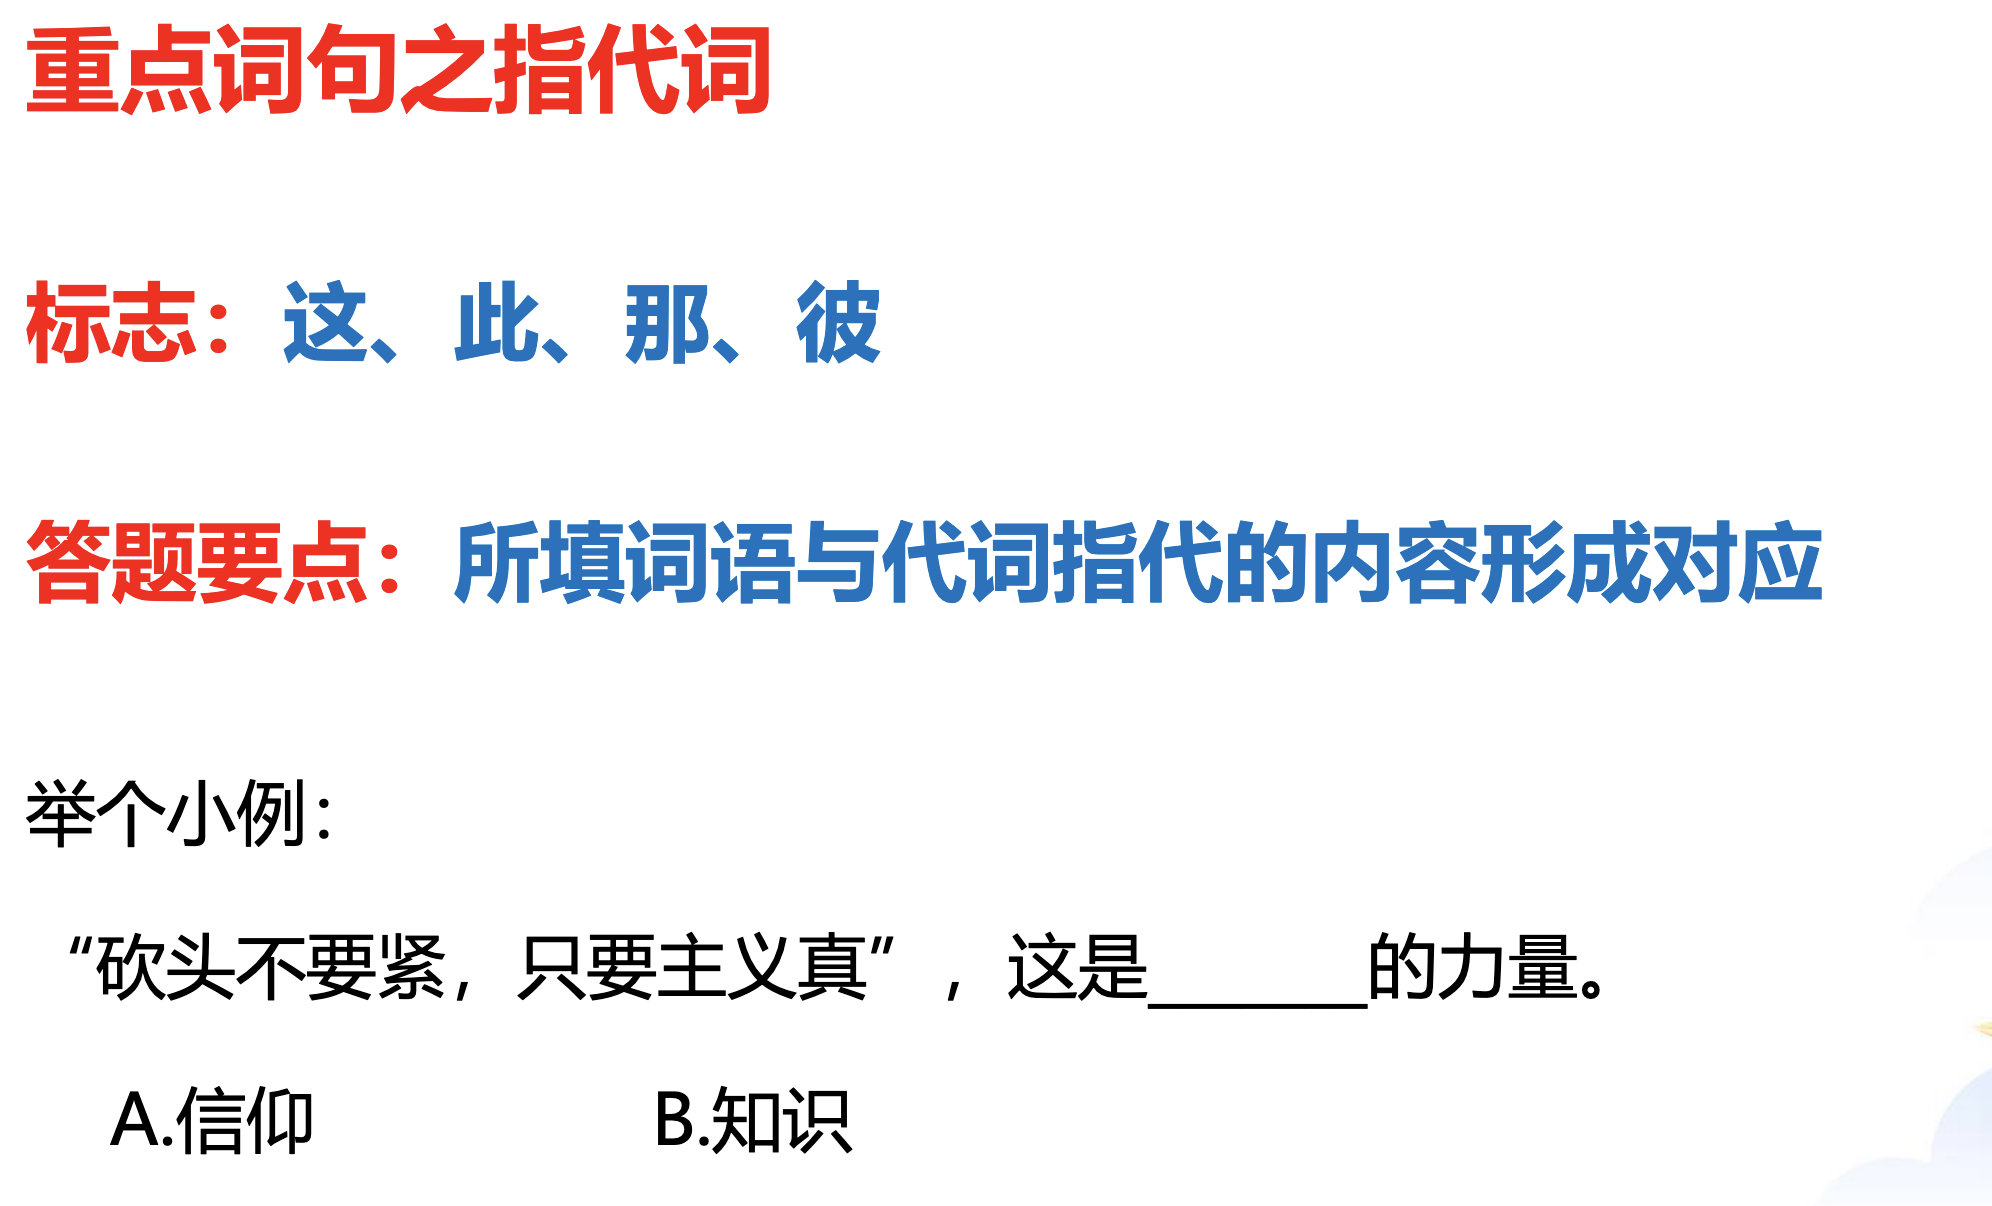 重点词句之指代词
标志：这、此、那、彼
答题要点：所填词语与代词指代的内容形成对应
举个小例：
“砍头不要紧，只要主义真”，这是______的力量。
A.信仰 B.知识